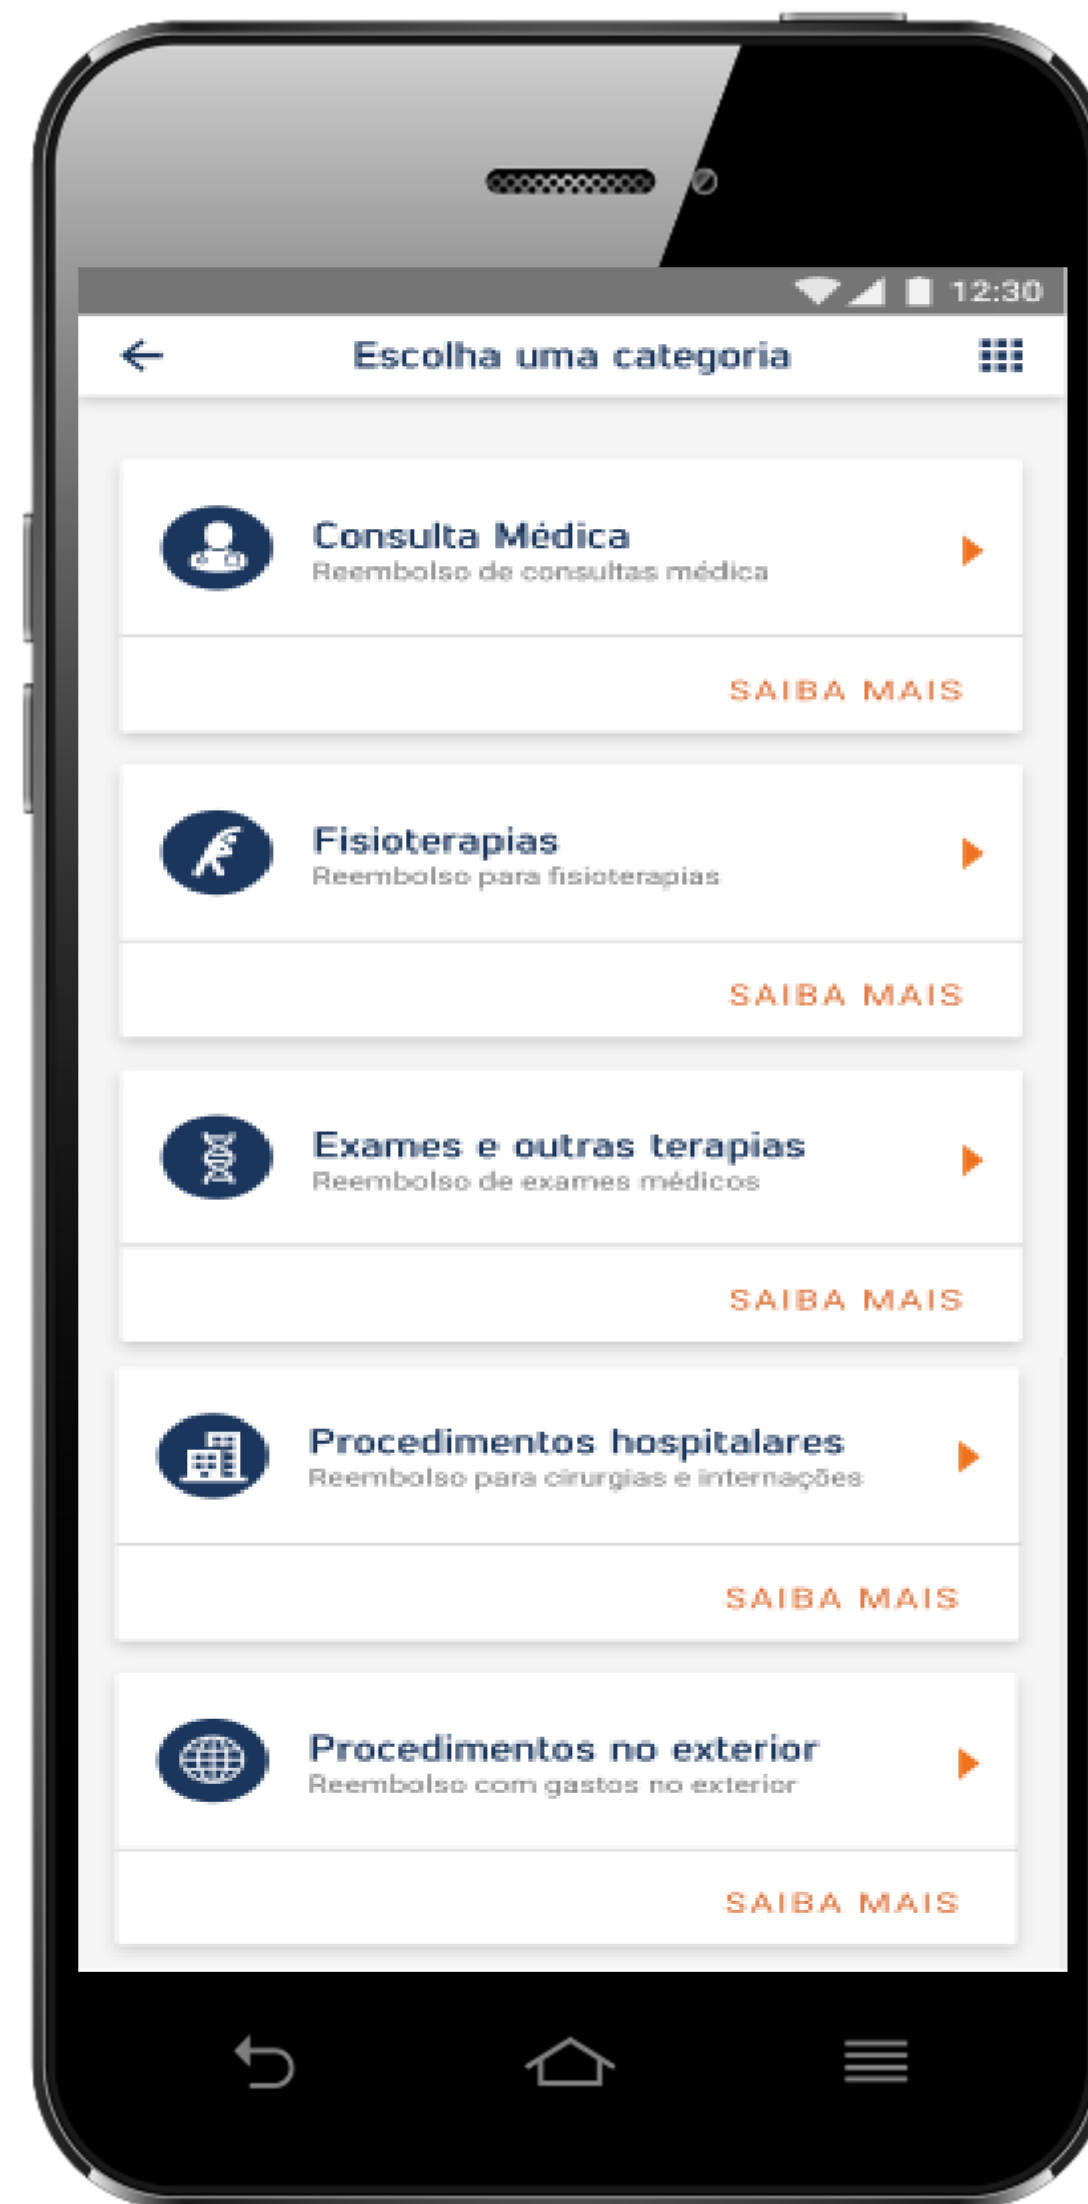 12:30
Escolha uma categoria
Consulta Médica
Reembolso de consultas médica
SAIBA MAIS
Fisioterapias
Reembolso para fisioterapias
SAIBA MAIS
Exames e outras terapias
Reembolso de exames médicos
SAIBA MAIS
Procedimentos hospitalares
Reembolso para cirurgias e internações
SAIBA MAIS
Procedimentos no exterior
Reembolso com gastos no exterior
SAIBA MAIS